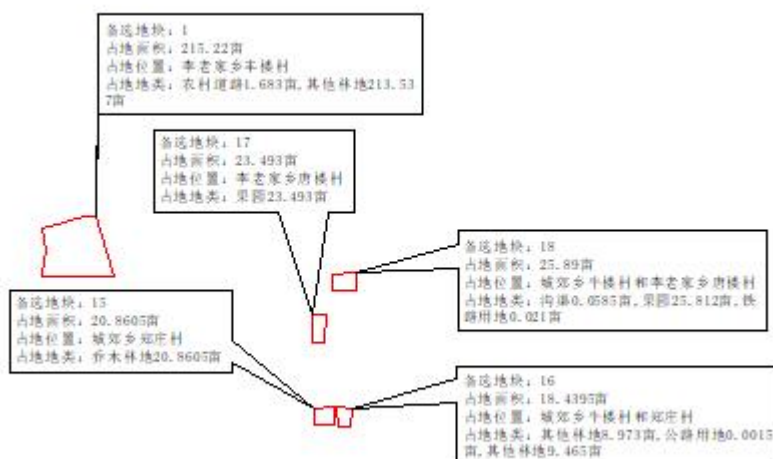 备选地块：1
占地面积：215.22亩
占地位置：李老家乡车楼村
占地地类：农村道路1.683亩,其他林地213.53
7亩
备选地块：17
占地面积：23.493亩
占地位置：李老家乡唐楼村
占地地类：果园23.493亩
备选地块：18
占地面积：25.89亩
占地位置：城郊乡牛楼村和李老家乡唐楼村
占地地类：沟渠0.0585亩,果园25.812亩,铁
路用地0.021亩
备选地块：15
占地面积：20.8605亩
占地位置：城郊乡郑庄村
占地地类：乔木林地20.8605亩
备选地块：16
占地面积：18.4395亩
占地位置：城郊乡牛楼村和郑庄村
占地地类：其他林地8.973亩,公路用地0.0015
亩,其他林地9.465亩